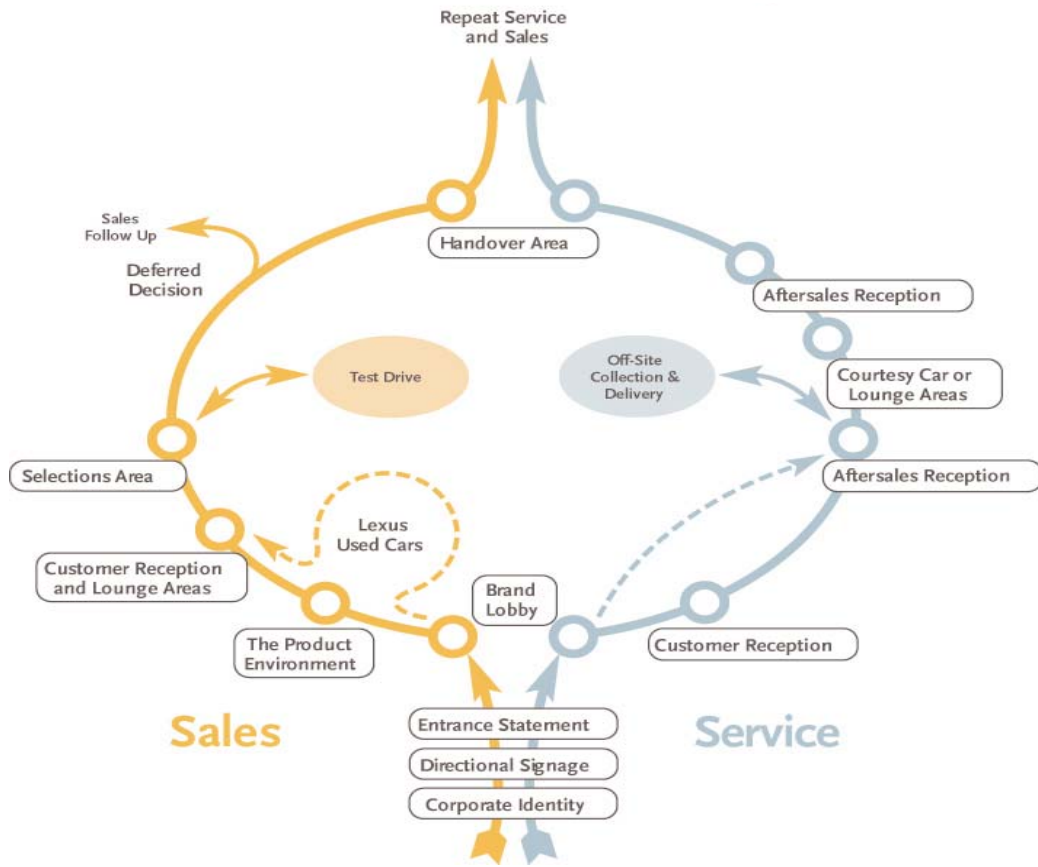 Repeat Service
and Sales
Sales
Follow Up
Deferred
Decision
Handover Area
Aftersales Reception
Test Drive
Off-Site
Collection &
Delivery
Courtesy Car or
Lounge Areas
Selections Area
Aftersales Reception
Lexus
Used Cars
Customer Reception
and Lounge Areas
Brand
Lobby
The Product
Environment
Customer Reception
Sales
Service
Entrance Statement
Directional Signage
Corporate Identity